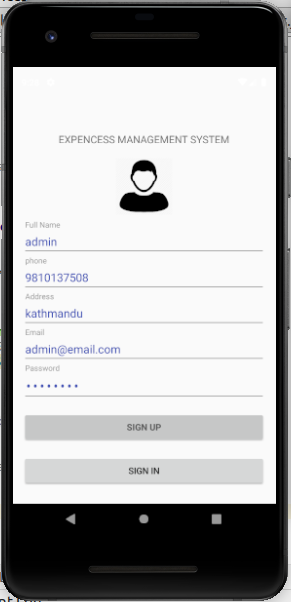 EXPENCESS MANAGEMENT SYSTEM
Full Name
admin
phone
9810137508
Address
kathmandu
Email
admin@email.com
Password
••••••••
SIGN UP
SIGN IN